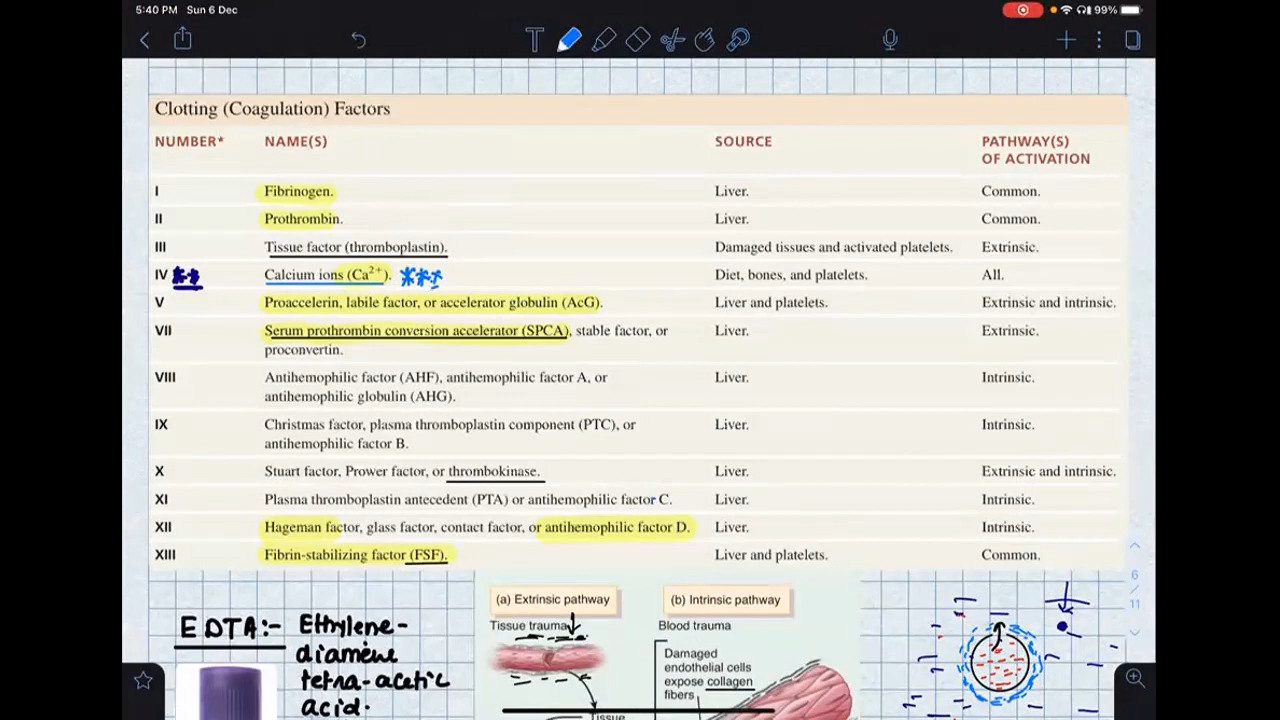 5:40 PM Sun 6 Dec
99%
Clotting (Coagulation) Factors
NUMBER* NAME(S) SOURCE PATHWAY(S) OF ACTIVATION
I Fibrinogen. Liver. Common.
II Prothrombin. Liver. Common.
III Tissue factor (thromboplastin). Damaged tissues and activated platelets. Extrinsic.
IV Calcium ions (Ca²⁺). Diet, bones, and platelets. All.
V Proaccelerin, labile factor, or accelerator globulin (AcG). Liver and platelets. Extrinsic and intrinsic.
VII Serum prothrombin conversion accelerator (SPCA), stable factor, or Liver. Extrinsic.
proconvertin.
VIII Antihemophilic factor (AHF), antihemophilic factor A, or Liver. Intrinsic.
antihemophilic globulin (AHG).
IX Christmas factor, plasma thromboplastin component (PTC), or Liver. Intrinsic.
antihemophilic factor B.
X Stuart factor, Prower factor, or thrombokinase. Liver. Extrinsic and intrinsic.
XI Plasma thromboplastin antecedent (PTA) or antihemophilic factor C. Liver. Intrinsic.
XII Hageman factor, glass factor, contact factor, or antihemophilic factor D. Liver. Intrinsic.
XIII Fibrin-stabilizing factor (FSF). Liver and platelets. Common.
6
/
11
EDTA:- Ethylene-
diamene
tetra-acetic
acid.
(a) Extrinsic pathway
Tissue trauma
Tissue
(b) Intrinsic pathway
Blood trauma
Damaged
endothelial cells
expose collagen
fibers